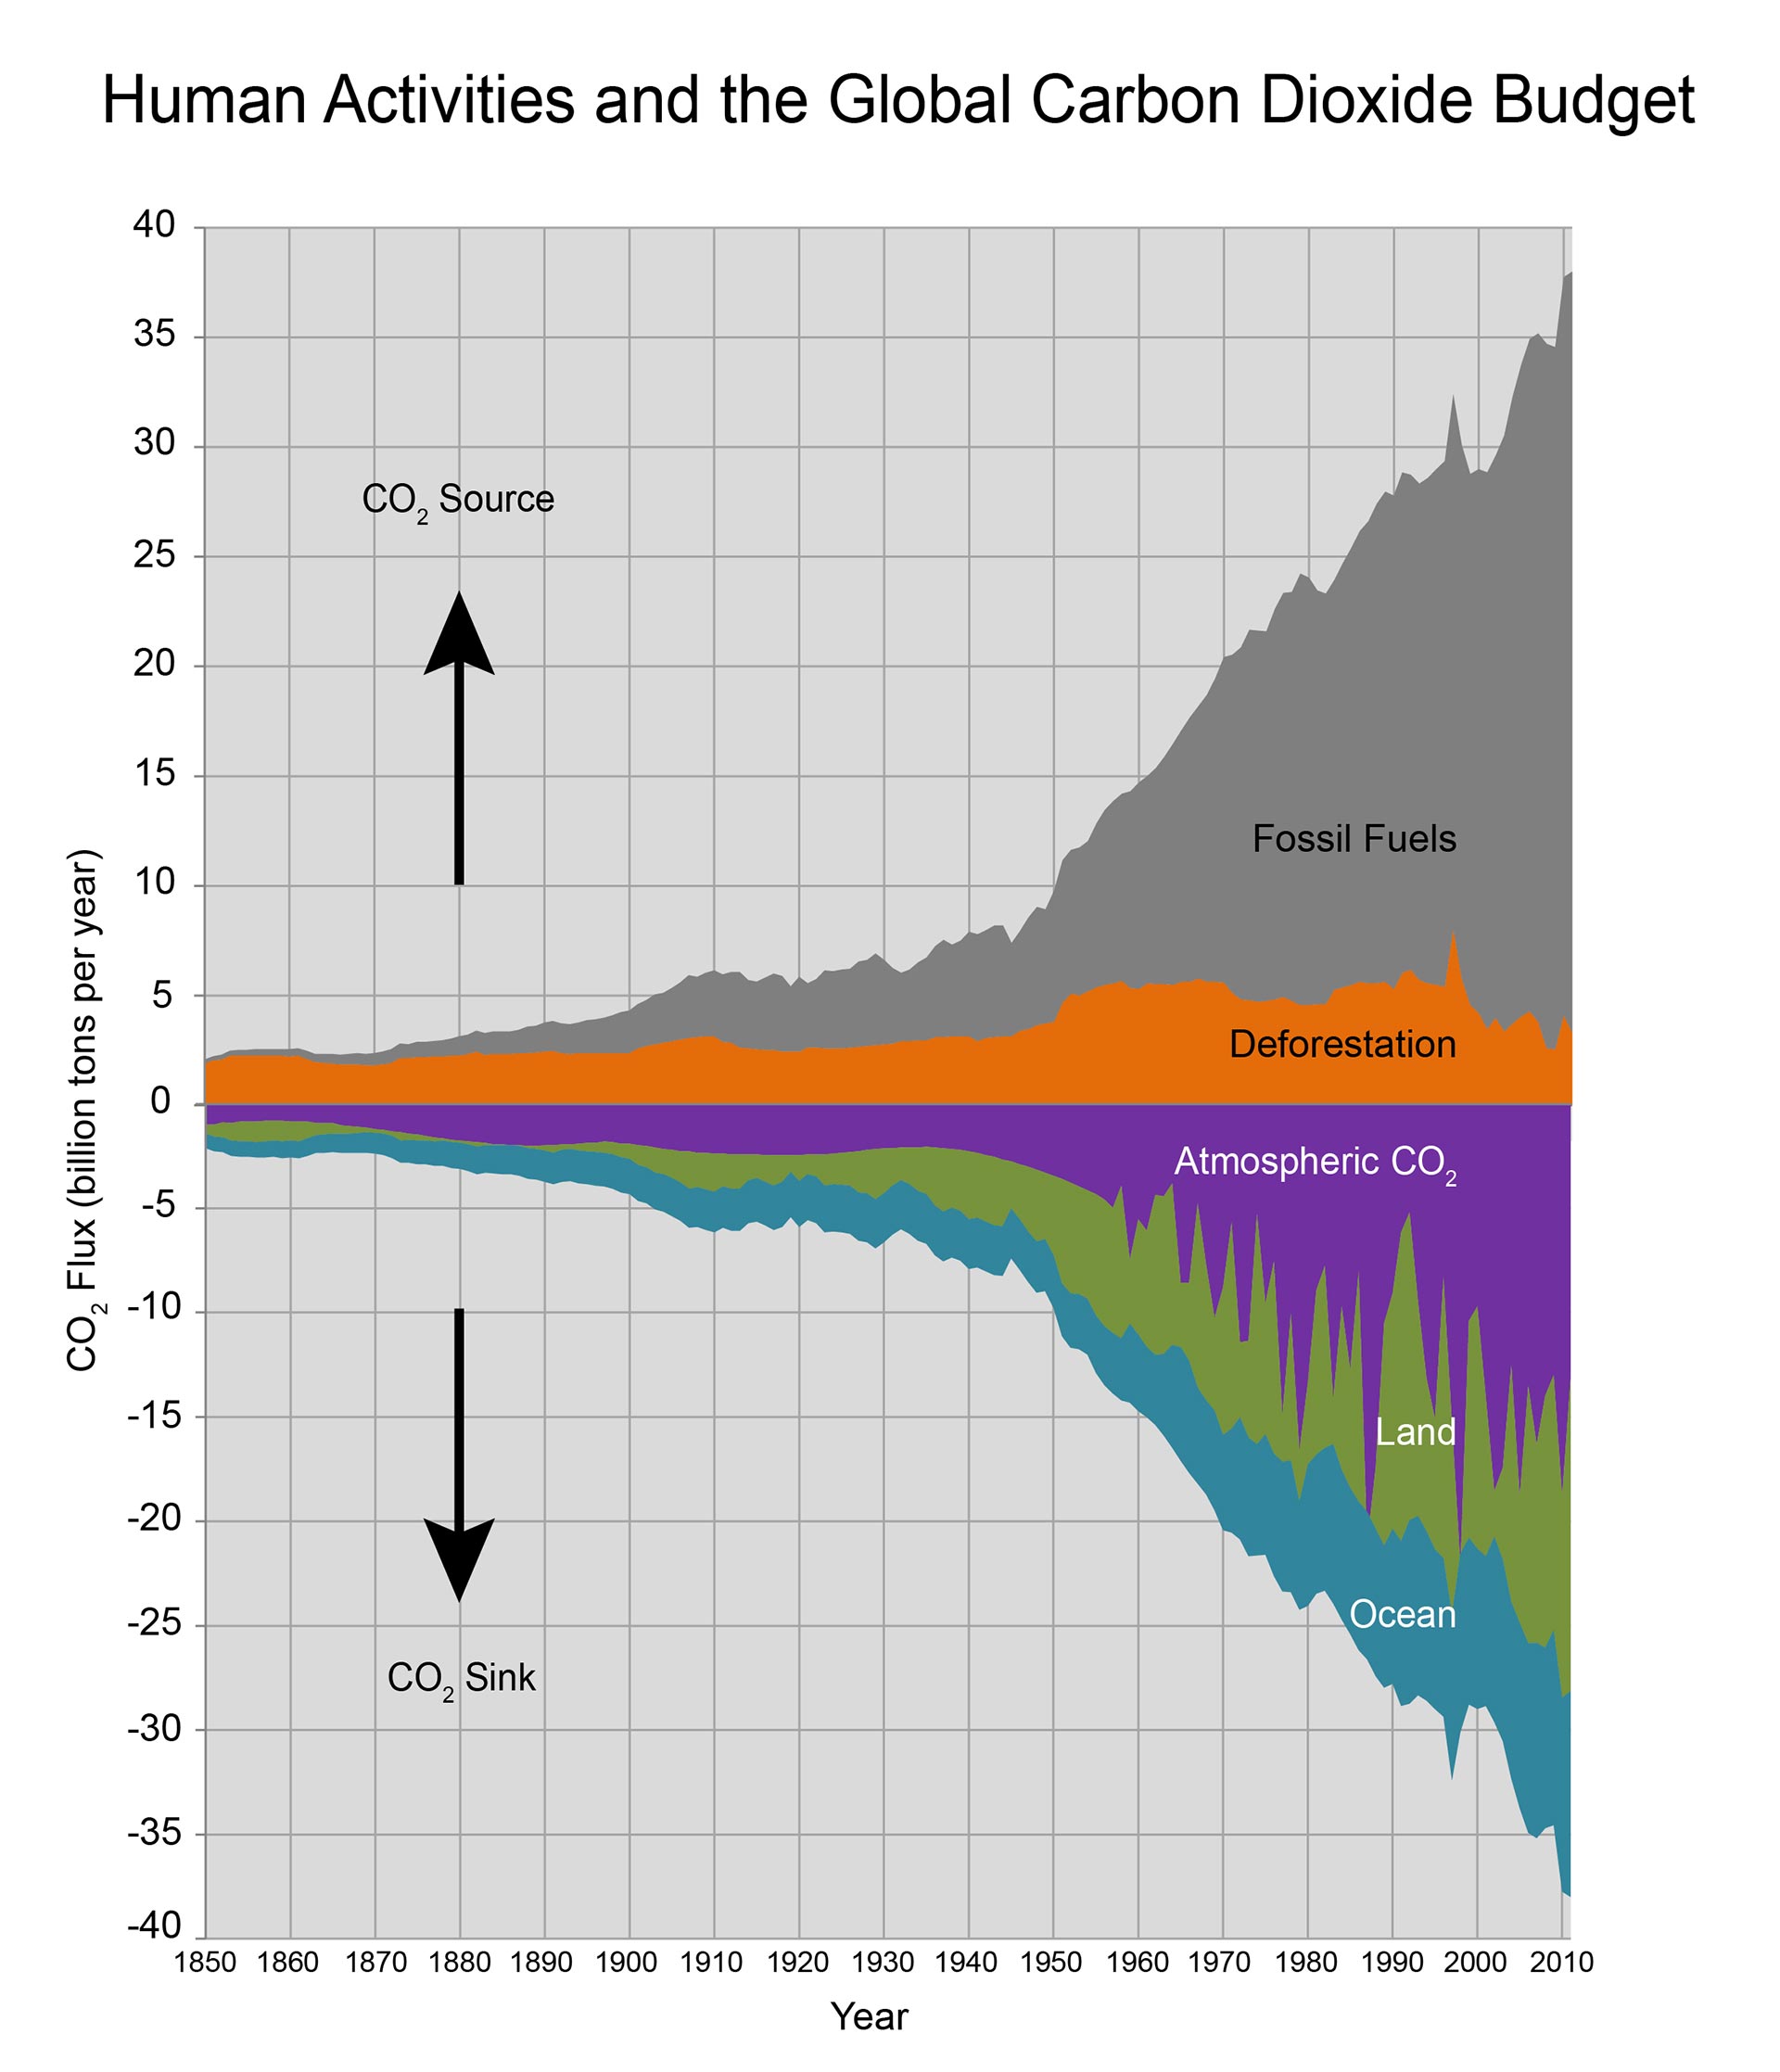 Human Activities and the Global Carbon Dioxide Budget
40
35
30
25
20
15
10
5
0
-5
-10
-15
-20
-25
-30
-35
-40
CO₂ Flux (billion tons per year)
CO₂ Source
Fossil Fuels
Deforestation
Atmospheric CO₂
Land
Ocean
CO₂ Sink
1850 1860 1870 1880 1890 1900 1910 1920 1930 1940 1950 1960 1970 1980 1990 2000 2010
Year